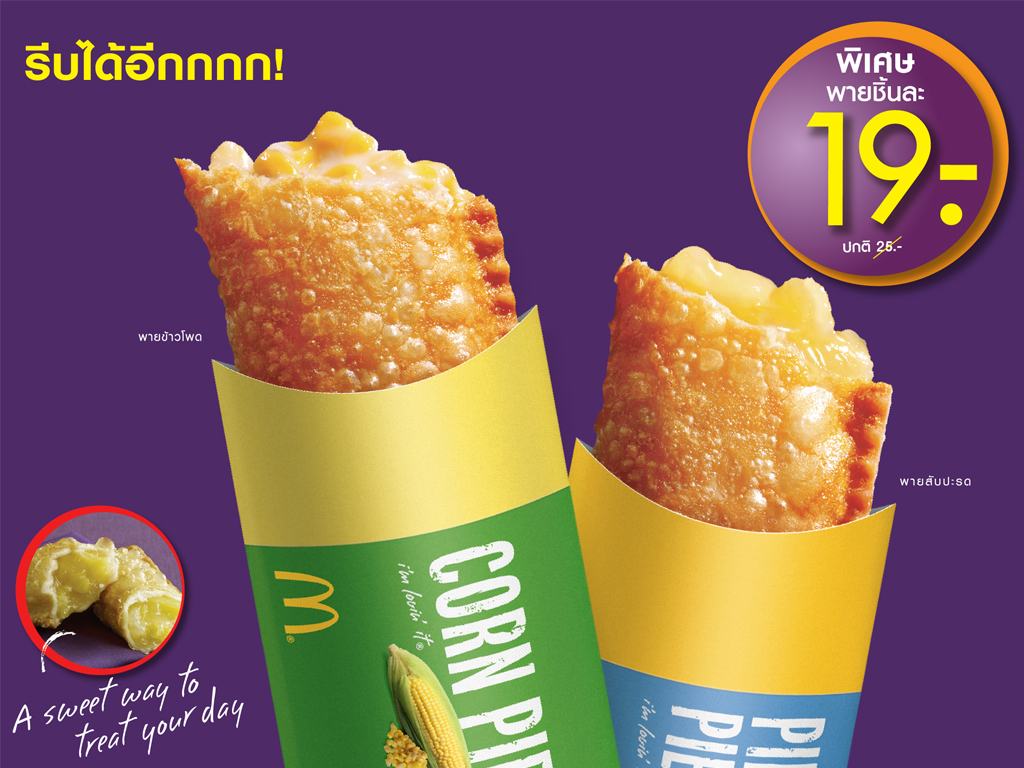 รีบได้อีกกกก!
พิเศษ
พายชิ้นละ
19.-
ปกติ 25.-
พายข้าวโพด
พายสับปะรด
CORN PIE
i'm lovin' it®
i'm lovin'
A sweet way to
treat your day